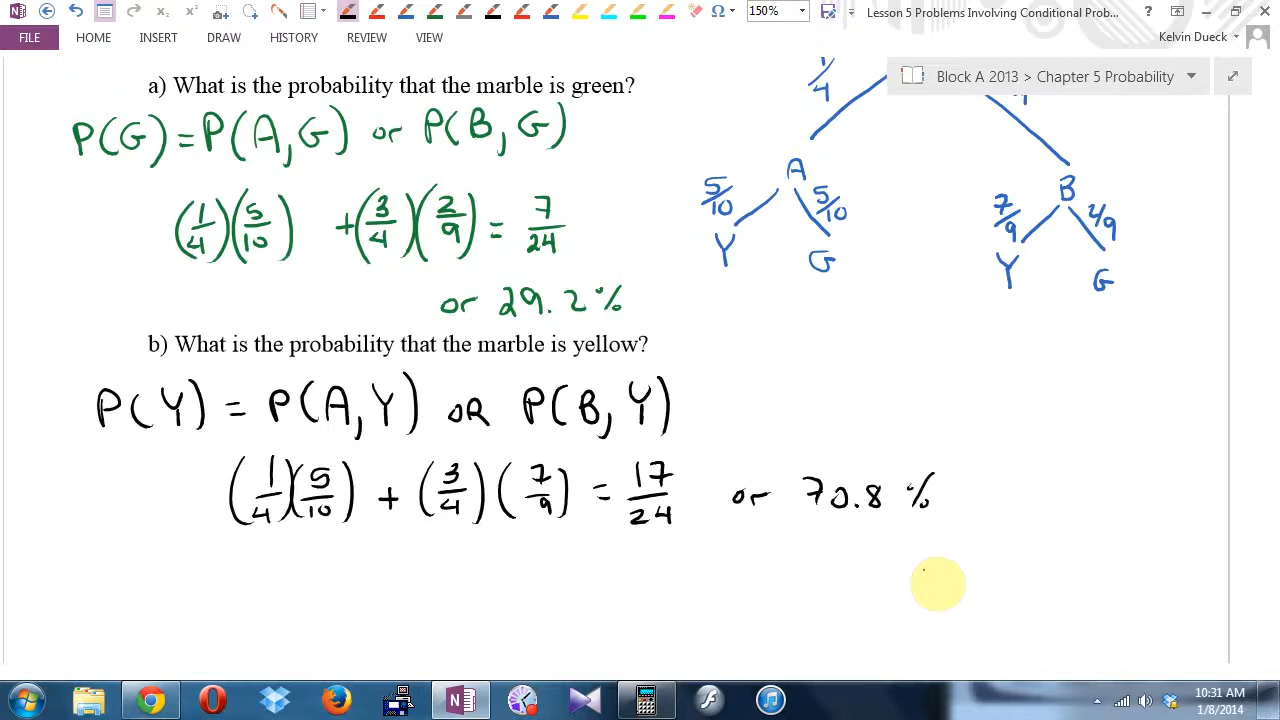 Lesson 5 Problems Involving Conditional Prob...
150%
FILE HOME INSERT DRAW HISTORY REVIEW VIEW
Kelvin Dueck
Block A 2013 > Chapter 5 Probability
a) What is the probability that the marble is green?
P(G) = P(A, G) or P(B, G)
(1/4)(5/10) + (3/4)(2/9) = 7/24
or 29.2%
1/4
A B
5/10 5/10 7/9 2/9
Y G Y G
b) What is the probability that the marble is yellow?
P(Y) = P(A, Y) OR P(B, Y)
(1/4)(5/10) + (3/4)(7/9) = 17/24 or 70.8 %
10:31 AM
1/8/2014